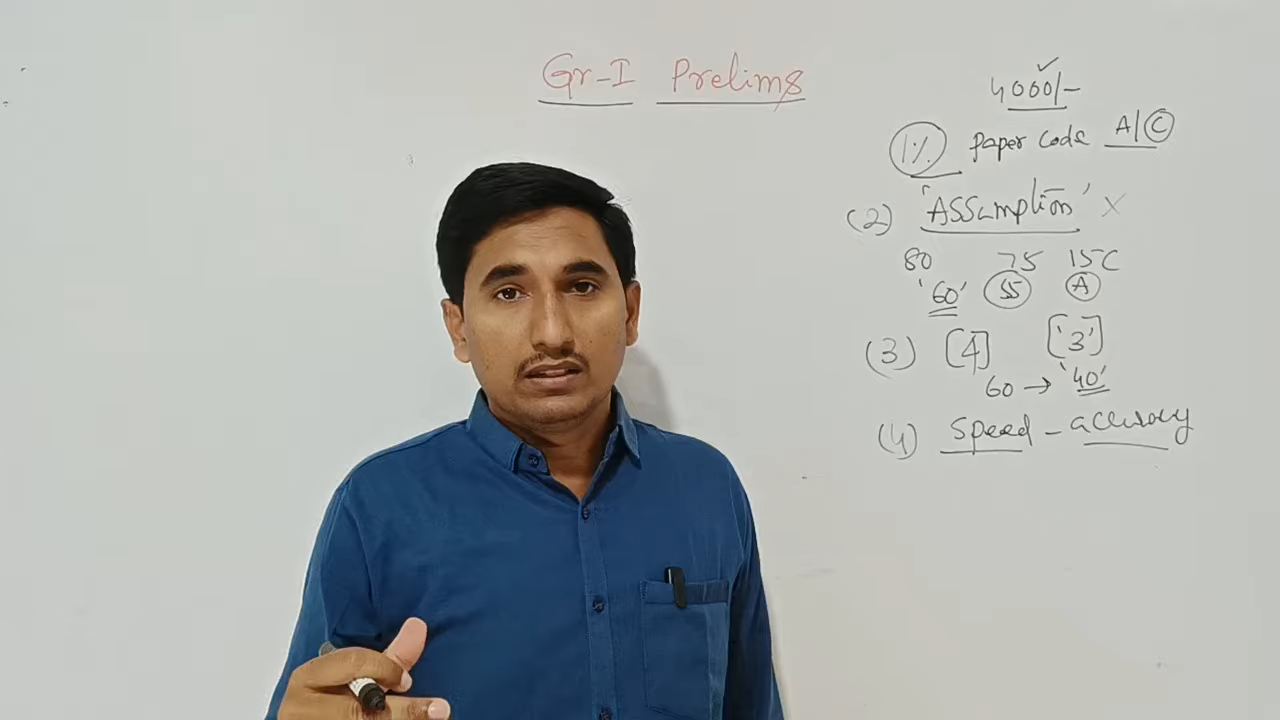 Gr-I Prelims
4000/-
1% paper code A/C
(2) 'Assumption' X
80 75 15C
'60' 55 A
(3) [4] ['3']
60 → '40'
(4) Speed - accuracy